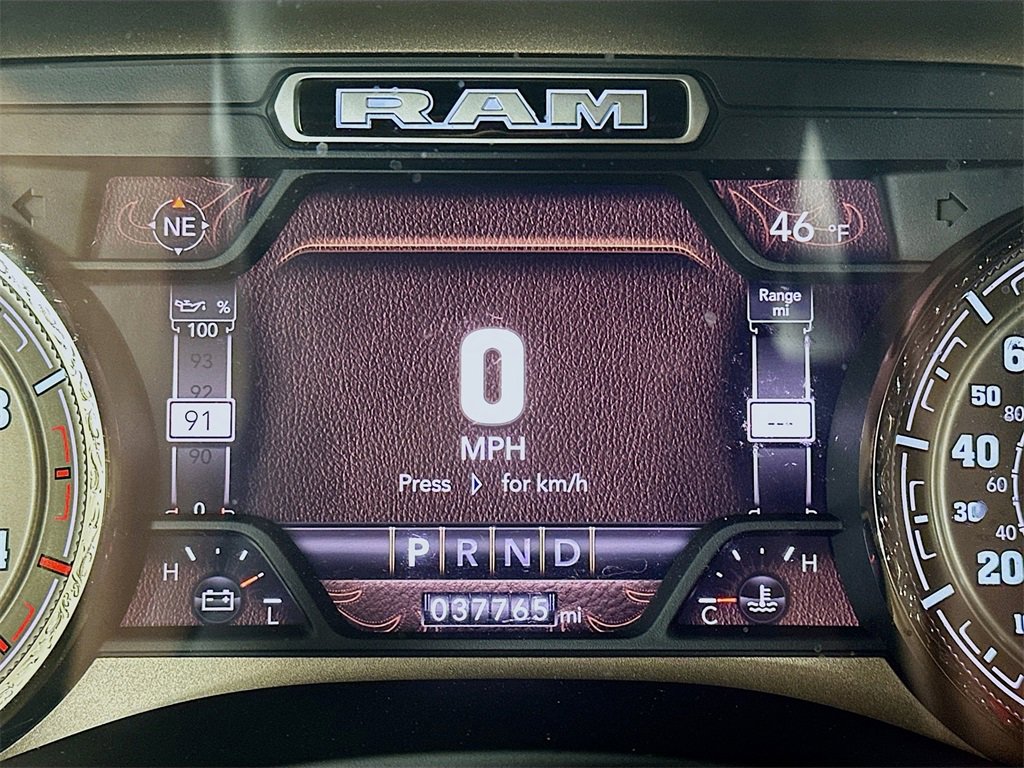 RAM
NE
46 °F
%
100
93
92
91
90
0
Range
mi
---
0
MPH
Press ▷ for km/h
P R N D
H
L
037765 mi
C
H
50
80
40
60
30
40
20